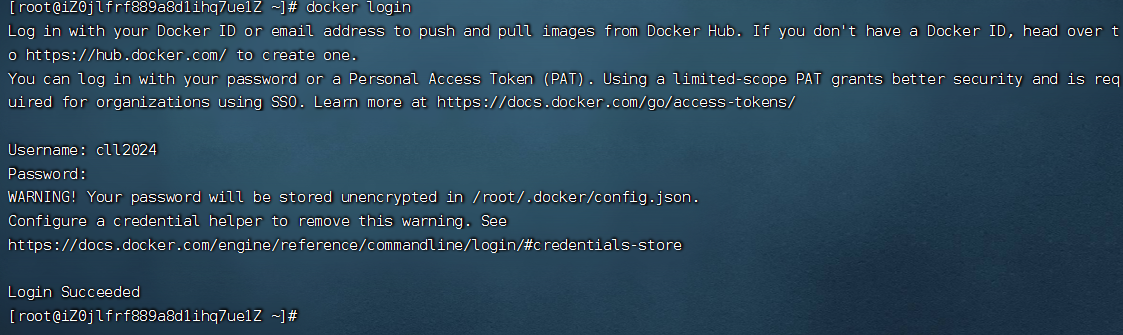 [root@iZ0jlfrf889a8d1ihq7ue1Z ~]# docker login
Log in with your Docker ID or email address to push and pull images from Docker Hub. If you don't have a Docker ID, head over t
o https://hub.docker.com/ to create one.
You can log in with your password or a Personal Access Token (PAT). Using a limited-scope PAT grants better security and is req
uired for organizations using SSO. Learn more at https://docs.docker.com/go/access-tokens/
Username: cll2024
Password:
WARNING! Your password will be stored unencrypted in /root/.docker/config.json.
Configure a credential helper to remove this warning. See
https://docs.docker.com/engine/reference/commandline/login/#credentials-store
Login Succeeded
[root@iZ0jlfrf889a8d1ihq7ue1Z ~]#